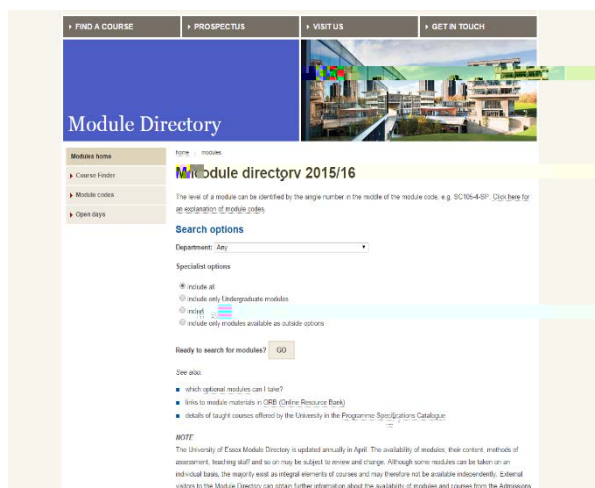 FIND A COURSE
PROSPECTUS
VISIT US
GET IN TOUCH
Module Directory
home modules
Modules home
Course Finder
Module codes
Open days
Module directory 2015/16
The level of a module can be identified by the single number in the middle of the module code, e.g. SC105-4-SP. Click here for
an explanation of module codes.
Search options
Department: Any
Specialist options
include all
include only Undergraduate modules
include only modules available as outside options
Ready to search for modules? GO
See also:
which optional modules can I take?
links to module materials in ORB (Online Resource Bank)
details of taught courses offered by the University in the Programme Specifications Catalogue
NOTE
The University of Essex Module Directory is updated annually in April. The availability of modules, their content, methods of
assessment, teaching staff and so on may be subject to review and change. Although some modules can be taken on an
individual basis, the majority exist as integral elements of courses and may therefore not be available independently. External
visitors to the Module Directory can obtain further information about the availability of modules and courses from the Admissions